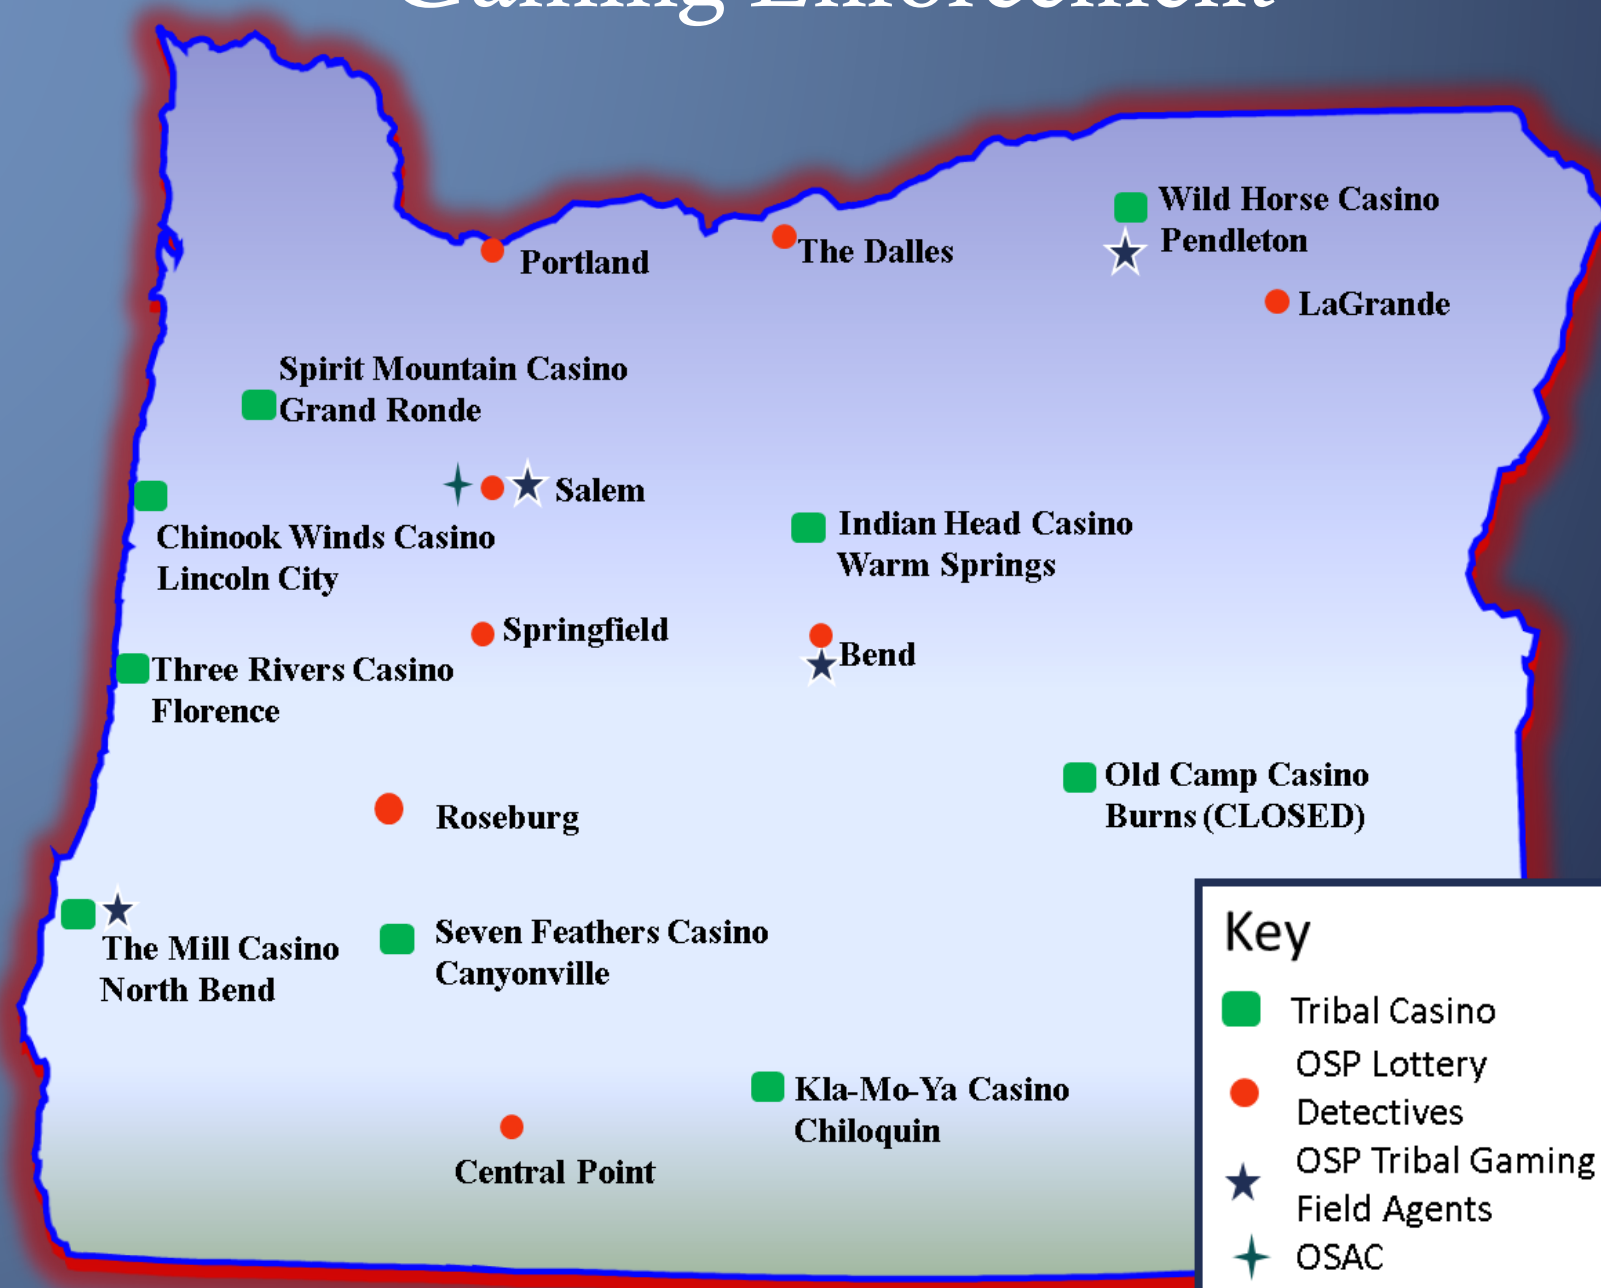 Gaming Enforcement
Wild Horse Casino
Pendleton
Portland
The Dalles
LaGrande
Spirit Mountain Casino
Grand Ronde
Salem
Chinook Winds Casino
Lincoln City
Indian Head Casino
Warm Springs
Springfield
Bend
Three Rivers Casino
Florence
Old Camp Casino
Burns (CLOSED)
Roseburg
The Mill Casino
North Bend
Seven Feathers Casino
Canyonville
Kla-Mo-Ya Casino
Chiloquin
Central Point
Key
Tribal Casino
OSP Lottery
Detectives
OSP Tribal Gaming
Field Agents
OSAC